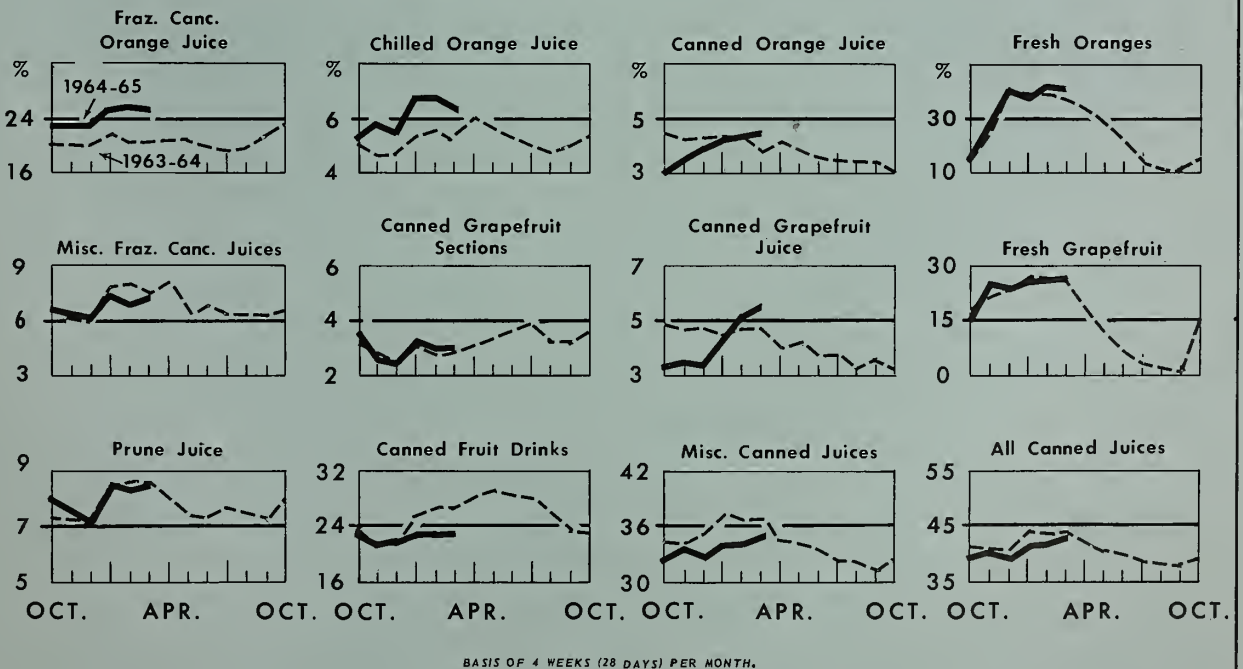 Fraz. Canc.
Orange Juice
Chilled Orange Juice
Canned Orange Juice
Fresh Oranges
%
%
%
%
1964-65
24
1963-64
16
6
4
5
3
30
10
Misc. Fraz. Canc. Juices
Canned Grapefruit
Sections
Canned Grapefruit
Juice
Fresh Grapefruit
9
6
3
6
4
2
7
5
3
30
15
0
Prune Juice
Canned Fruit Drinks
Misc. Canned Juices
All Canned Juices
9
7
5
32
24
16
42
36
30
55
45
35
OCT. APR. OCT. OCT. APR. OCT. OCT. APR. OCT. OCT. APR. OCT.
BASIS OF 4 WEEKS (28 DAYS) PER MONTH.